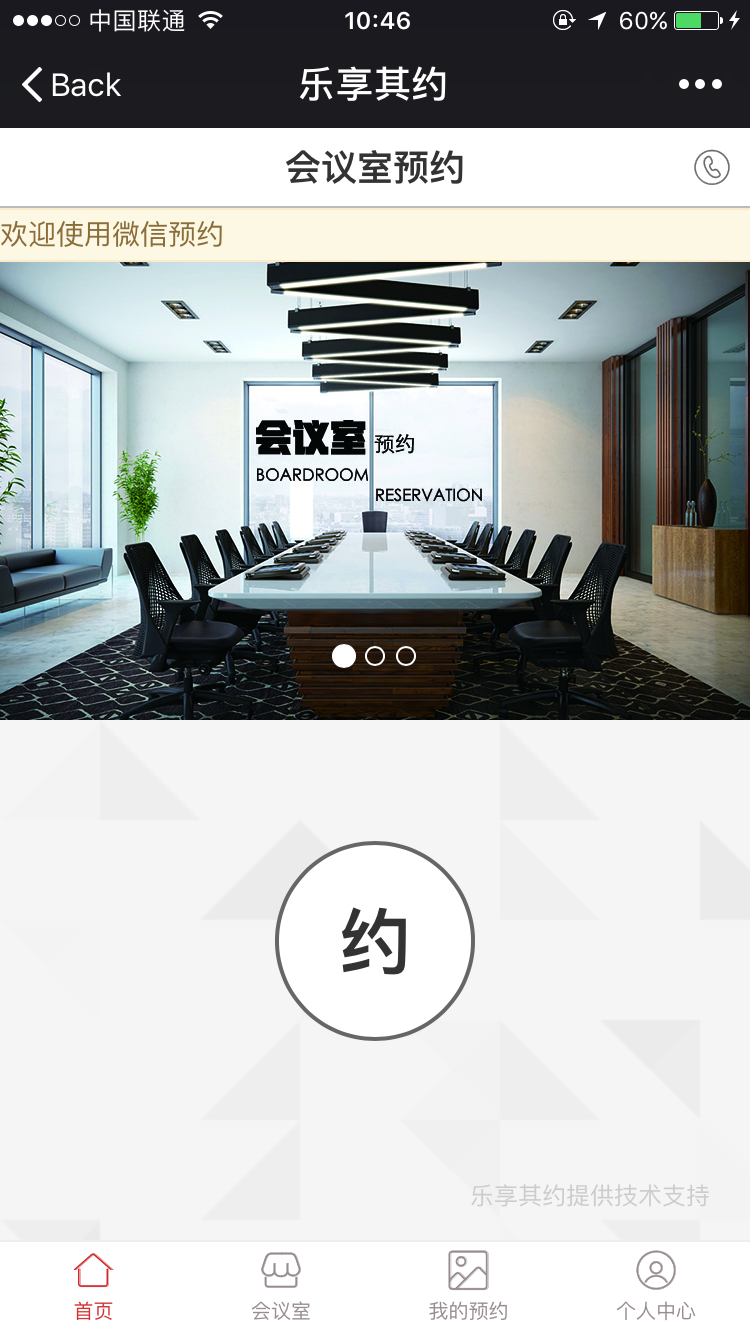 中国联通 10:46 60%
Back 乐享其约
会议室预约
欢迎使用微信预约
会议室 预约
BOARDROOM
RESERVATION
约
乐享其约提供技术支持
首页 会议室 我的预约 个人中心